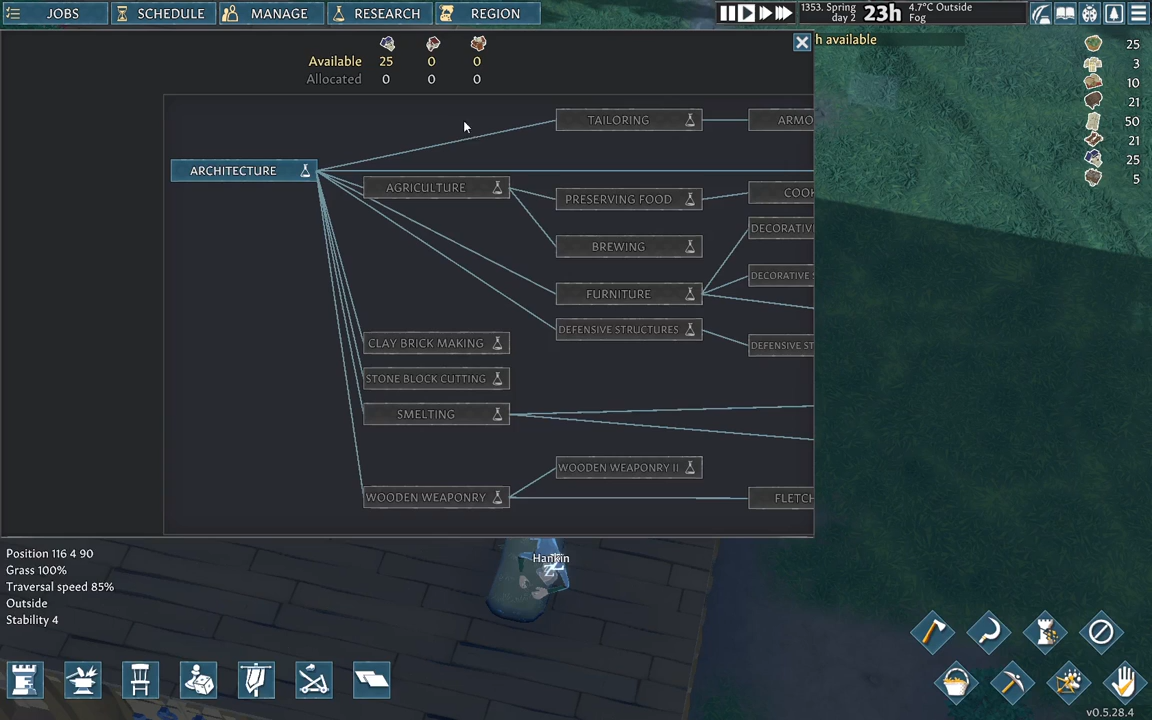 JOBS
SCHEDULE
MANAGE
RESEARCH
REGION
1353. Spring
day 2
23h
4.7°C Outside
Fog
h available
Available 25 0 0
Allocated 0 0 0
25
3
10
21
50
21
25
5
TAILORING
ARMO
ARCHITECTURE
AGRICULTURE
PRESERVING FOOD
COOK
DECORATIV
BREWING
DECORATIVE S
FURNITURE
DEFENSIVE STRUCTURES
CLAY BRICK MAKING
DEFENSIVE ST
STONE BLOCK CUTTING
SMELTING
WOODEN WEAPONRY II
WOODEN WEAPONRY
FLETCH
Position 116 4 90
Grass 100%
Traversal speed 85%
Outside
Stability 4
Hankin
v0.5.28.4